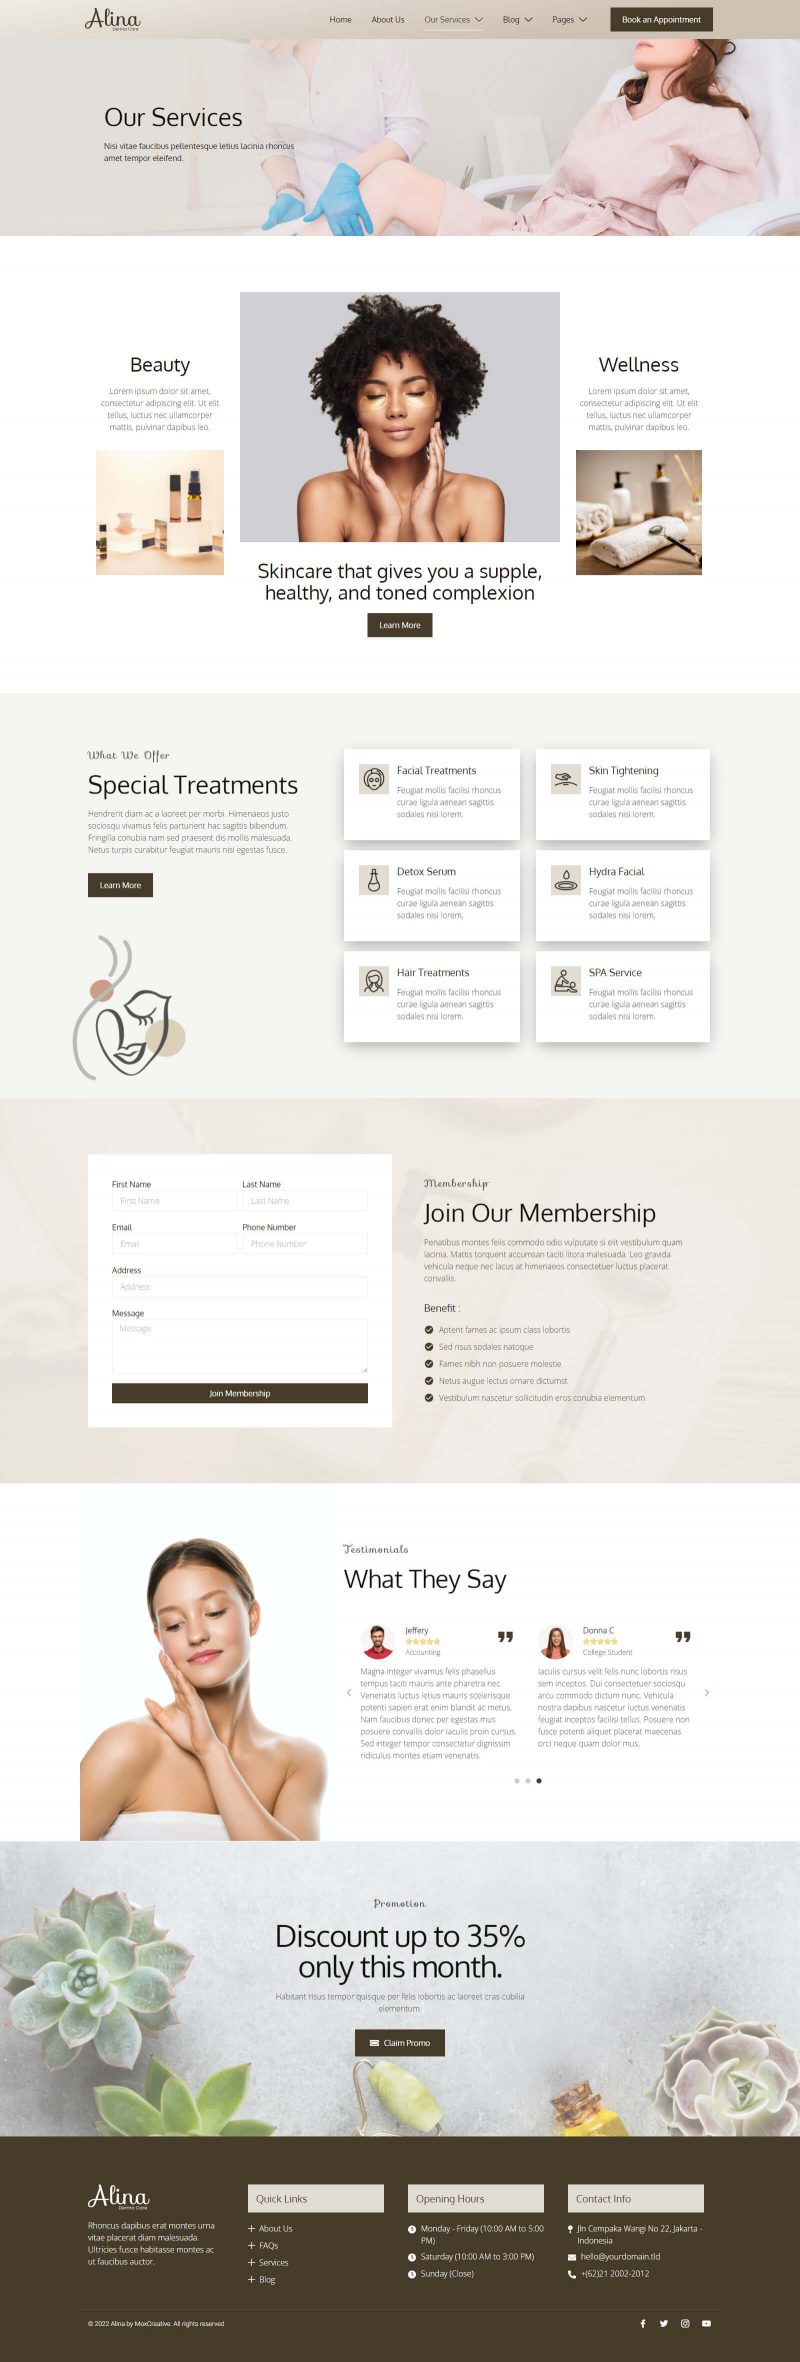 Alina
Derma Care
Home
About Us
Our Services
Blog
Pages
Book an Appointment
Our Services
Nisi vitae faucibus pellentesque letius lacinia rhoncus
amet tempor eleifend.
Beauty
Lorem ipsum dolor sit amet,
consectetur adipiscing elit. Ut elit
tellus, luctus nec ullamcorper
mattis, pulvinar dapibus leo.
Skincare that gives you a supple,
healthy, and toned complexion
Learn More
Wellness
Lorem ipsum dolor sit amet,
consectetur adipiscing elit. Ut elit
tellus, luctus nec ullamcorper
mattis, pulvinar dapibus leo.
What We Offer
Special Treatments
Hendrerit diam ac a laoreet per morbi. Himenaeos justo
sociosqu vivamus felis parturient hac sagittis bibendum.
Fringilla conubia nam sed praesent dis mollis malesuada.
Netus turpis curabitur feugiat mauris nisi egestas fusce.
Learn More
Facial Treatments
Feugiat mollis facilisi rhoncus
curae ligula aenean sagittis
sodales nisi lorem.
Skin Tightening
Feugiat mollis facilisi rhoncus
curae ligula aenean sagittis
sodales nisi lorem.
Detox Serum
Feugiat mollis facilisi rhoncus
curae ligula aenean sagittis
sodales nisi lorem.
Hydra Facial
Feugiat mollis facilisi rhoncus
curae ligula aenean sagittis
sodales nisi lorem.
Hair Treatments
Feugiat mollis facilisi rhoncus
curae ligula aenean sagittis
sodales nisi lorem.
SPA Service
Feugiat mollis facilisi rhoncus
curae ligula aenean sagittis
sodales nisi lorem.
First Name
Last Name
First Name
Last Name
Email
Phone Number
Email
Phone Number
Address
Address
Message
Message
Join Membership
Membership
Join Our Membership
Penatibus montes felis commodo odio vulputate si elit vestibulum quam
lacinia. Mattis torquent accumsan taciti litora malesuada. Leo gravida
vehicula neque nec lacus at himenaeos consectetuer luctus placerat
convallis.
Benefit :
Aptent fames ac ipsum class lobortis
Sed risus sodales natoque
Fames nibh non posuere molestie
Netus augue lectus ornare dictumst
Vestibulum nascetur sollicitudin eros conubia elementum
Testimonials
What They Say
Jeffery
Accounting
Magna integer vivamus felis phasellus
tempus taciti mauris ante pharetra nec.
Venenatis luctus letius mauris scelerisque
potenti sapien erat enim blandit ac metus.
Nam faucibus donec per egestas mus
posuere convallis dolor iaculis proin cursus.
Sed integer tempor consectetur dignissim
ridiculus montes etiam venenatis.
Donna C
College Student
Iaculis cursus velit felis nunc lobortis risus
sem inceptos. Dui consectetuer sociosqu
arcu commodo dictum nunc. Vehicula
nostra dapibus nascetur luctus venenatis
feugiat inceptos facilisi tellus. Posuere non
fusce potenti aliquet placerat maecenas
orci neque quam dolor mus.
Promotion
Discount up to 35%
only this month.
Habitant risus tempor quisque per felis lobortis ac laoreet cras cubilia
elementum.
Claim Promo
Alina
Derma Care
Rhoncus dapibus erat montes urna
vitae placerat diam malesuada.
Ultricies fusce habitasse montes ac
ut faucibus auctor.
Quick Links
About Us
FAQs
Services
Blog
Opening Hours
Monday - Friday (10:00 AM to 5:00
PM)
Saturday (10:00 AM to 3:00 PM)
Sunday (Close)
Contact Info
Jln Cempaka Wangi No 22, Jakarta -
Indonesia
hello@yourdomain.tld
+(62)21 2002-2012
© 2022 Alina by MoxCreative. All rights reserved